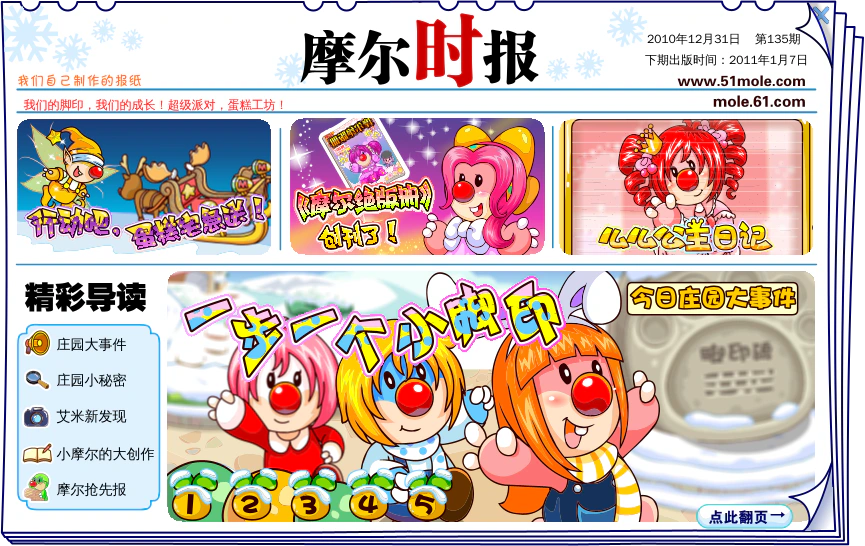 摩尔时报
2010年12月31日 第135期
下期出版时间：2011年1月7日
www.51mole.com
mole.61.com
我们自己制作的报纸
我们的脚印，我们的成长！超级派对，蛋糕工坊！
行动吧，蛋糕宅急送！
《摩尔绝版册》
创刊了！
么么公主日记
精彩导读
庄园大事件
庄园小秘密
艾米新发现
小摩尔的大创作
摩尔抢先报
一步一个小脚印
今日庄园大事件
1 2 3 4 5
点此翻页→